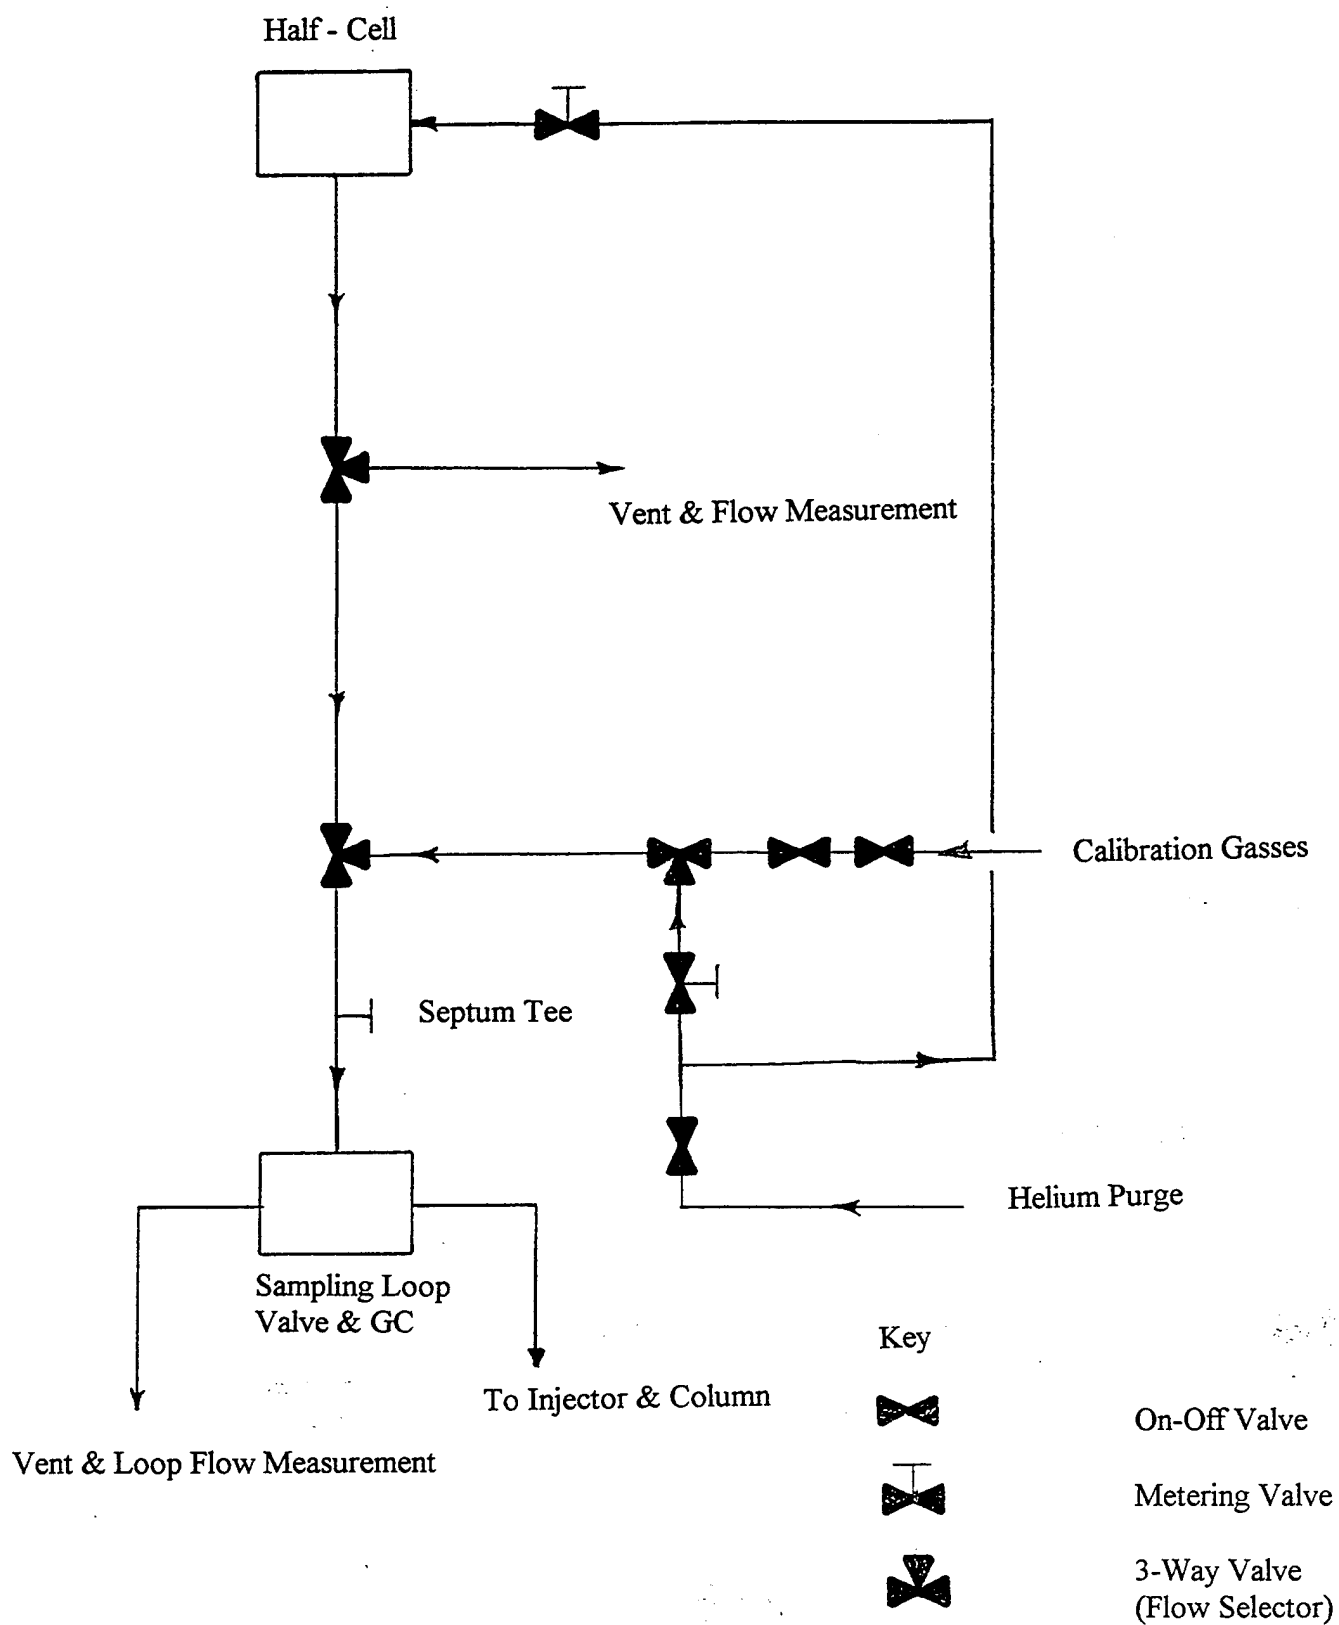 Half - Cell
Vent & Flow Measurement
Calibration Gasses
Septum Tee
Helium Purge
Sampling Loop
Valve & GC
Key
To Injector & Column
On-Off Valve
Vent & Loop Flow Measurement
Metering Valve
3-Way Valve
(Flow Selector)